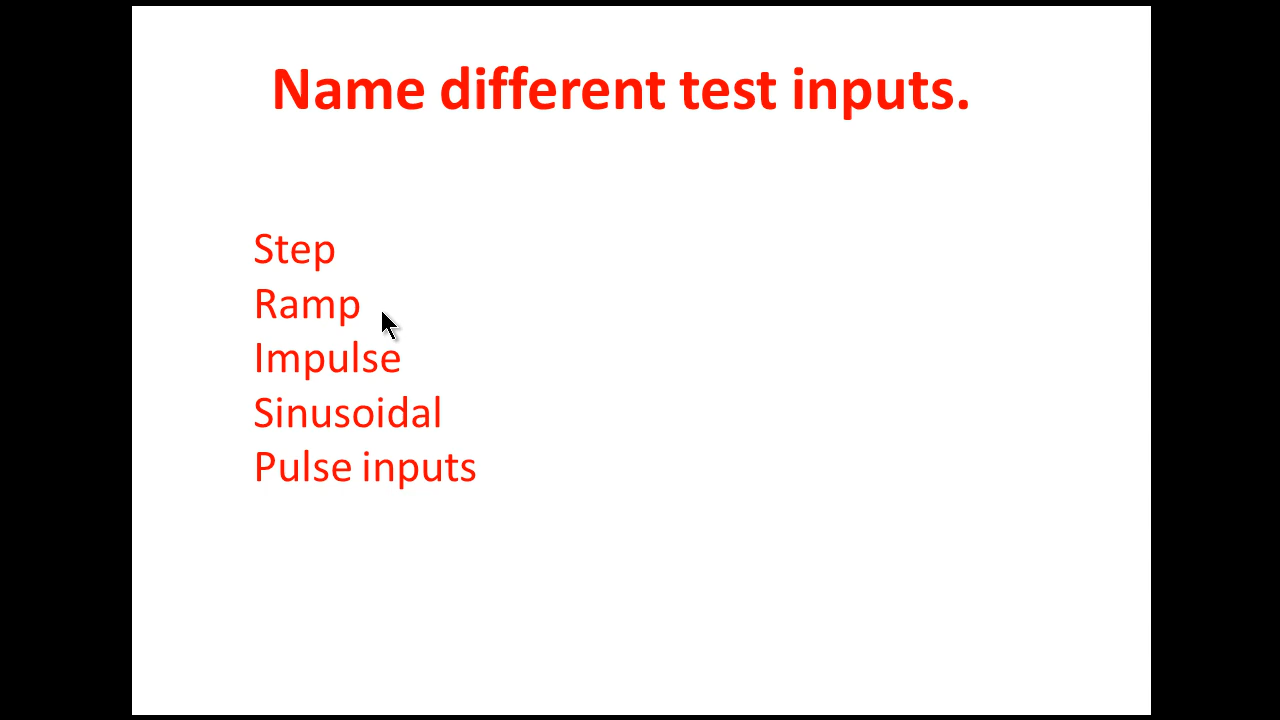 Name different test inputs.
Step
Ramp
Impulse
Sinusoidal
Pulse inputs